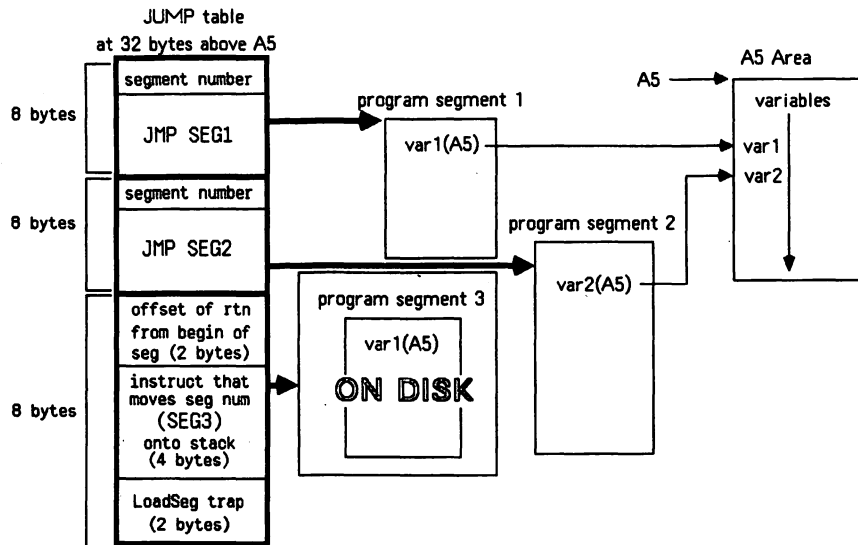 JUMP table
at 32 bytes above A5
8 bytes
segment number
JMP SEG1
8 bytes
segment number
JMP SEG2
8 bytes
offset of rtn
from begin of
seg (2 bytes)
instruct that
moves seg num
(SEG3)
onto stack
(4 bytes)
LoadSeg trap
(2 bytes)
program segment 1
var1(A5)
program segment 2
var2(A5)
program segment 3
var1(A5)
ON DISK
A5 Area
A5
variables
var1
var2